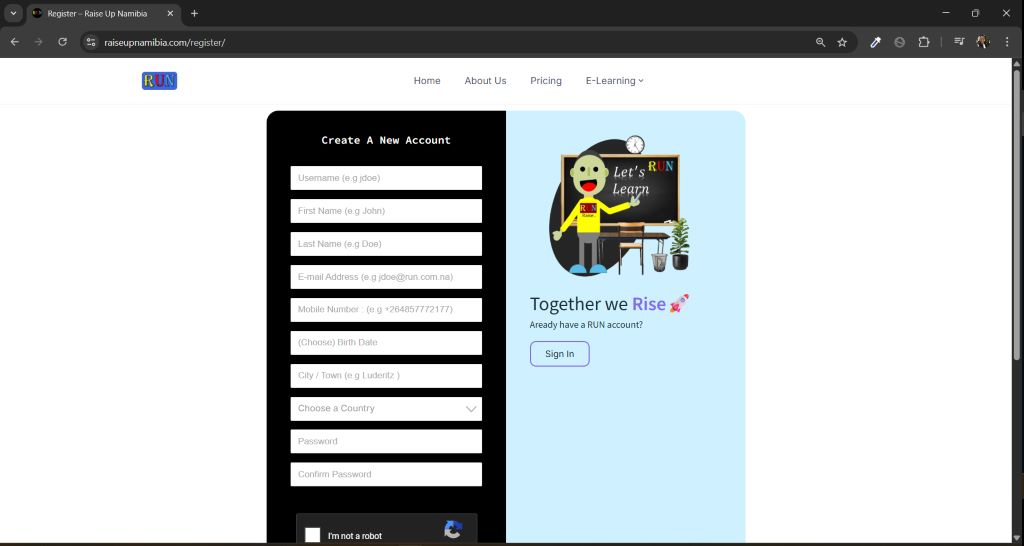 Register – Raise Up Namibia
raiseupnamibia.com/register/
RUN
Home
About Us
Pricing
E-Learning
Create A New Account
Username (e.g jdoe)
First Name (e.g John)
Last Name (e.g Doe)
E-mail Address (e.g jdoe@run.com.na)
Mobile Number : (e.g +264857772177)
(Choose) Birth Date
City / Town (e.g Luderitz )
Choose a Country
Password
Confirm Password
I'm not a robot
RUN
Let's
Learn
RUN
Raise
Together we Rise 🚀
Aready have a RUN account?
Sign In